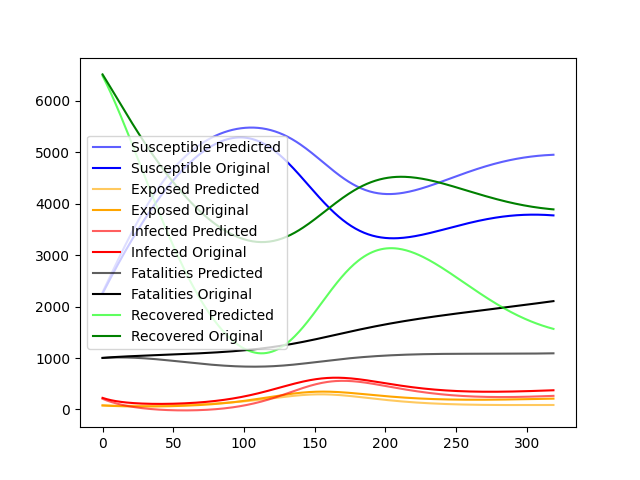 6000
5000
4000
3000
2000
1000
0
Susceptible Predicted
Susceptible Original
Exposed Predicted
Exposed Original
Infected Predicted
Infected Original
Fatalities Predicted
Fatalities Original
Recovered Predicted
Recovered Original
0 50 100 150 200 250 300